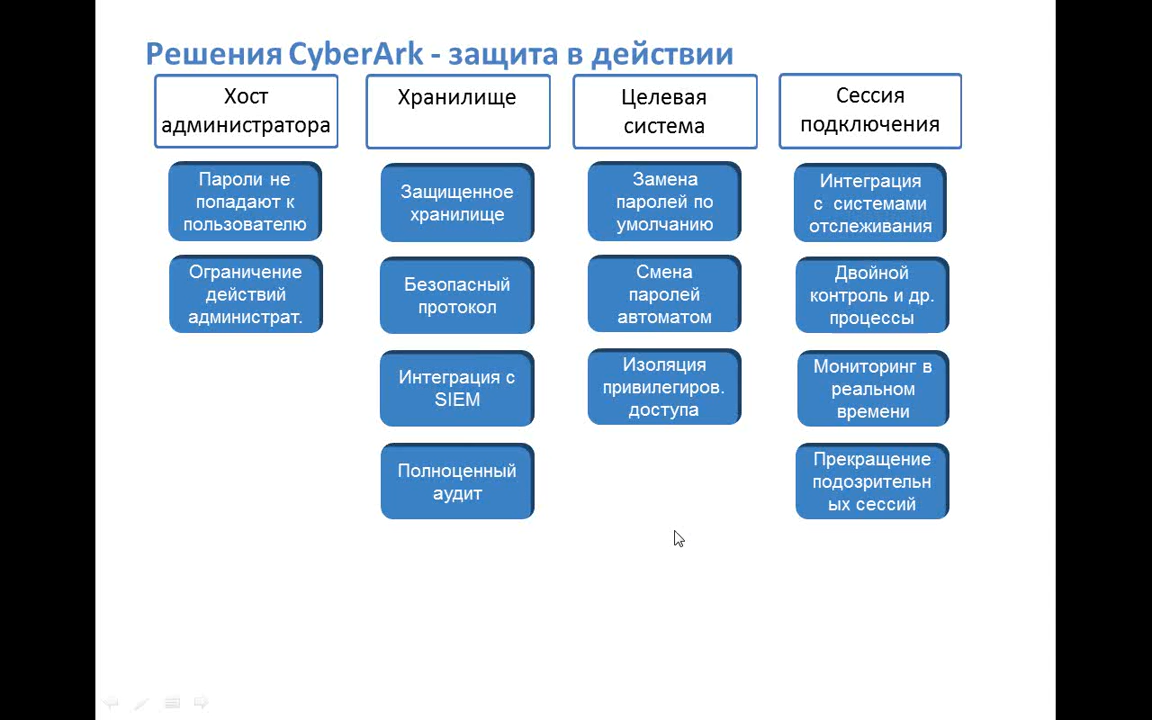 Решения CyberArk - защита в действии
Хост
администратора
Пароли не
попадают к
пользователю
Ограничение
действий
администрат.
Хранилище
Защищенное
хранилище
Безопасный
протокол
Интеграция с
SIEM
Полноценный
аудит
Целевая
система
Замена
паролей по
умолчанию
Смена
паролей
автоматом
Изоляция
привилегиров.
доступа
Сессия
подключения
Интеграция
с системами
отслеживания
Двойной
контроль и др.
процессы
Мониторинг в
реальном
времени
Прекращение
подозрительн
ых сессий